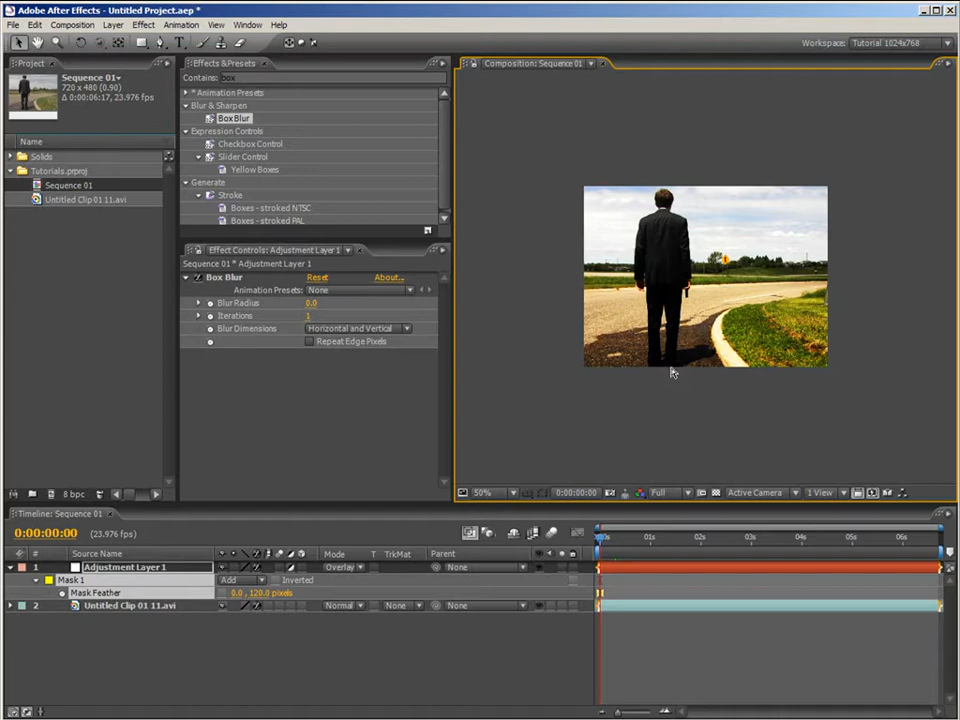 Adobe After Effects - Untitled Project.aep *
File Edit Composition Layer Effect Animation View Window Help
Workspace: Tutorial 1024x768
Project
Sequence 01
720 x 480 (0.90)
Δ 0:00:06:17, 23.976 fps
Name
Solids
Tutorials.prproj
Sequence 01
Untitled Clip 01 11.avi
8 bpc
Effects & Presets
Contains: box
* Animation Presets
Blur & Sharpen
Box Blur
Expression Controls
Checkbox Control
Slider Control
Yellow Boxes
Generate
Stroke
Boxes - stroked NTSC
Boxes - stroked PAL
Effect Controls: Adjustment Layer 1
Sequence 01 * Adjustment Layer 1
Box Blur Reset About...
Animation Presets: None
Blur Radius 0.0
Iterations 1
Blur Dimensions Horizontal and Vertical
Repeat Edge Pixels
Composition: Sequence 01
50% 0:00:00:00 Full Active Camera 1 View
Timeline: Sequence 01
0:00:00:00 (23.976 fps)
# Source Name Mode T TrkMat Parent
00s 01s 02s 03s 04s 05s 06s
1 Adjustment Layer 1 Overlay None
Mask 1 Add Inverted
Mask Feather 0.0 , 120.0 pixels
2 Untitled Clip 01 11.avi Normal None None